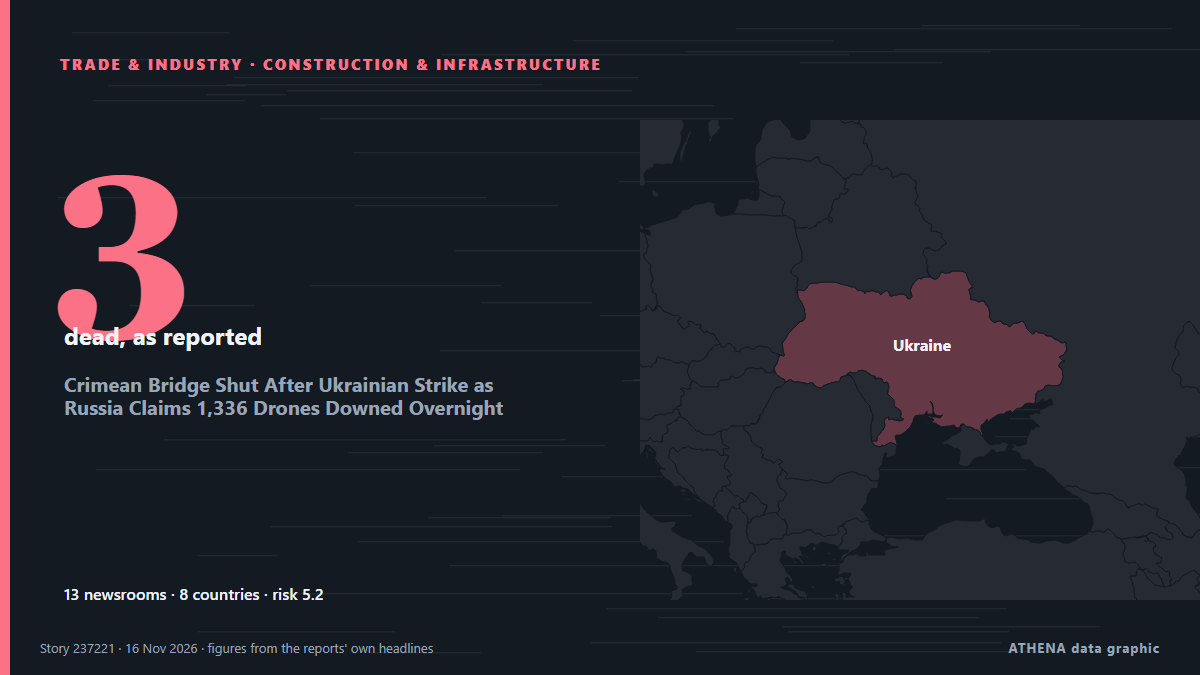 TRADE & INDUSTRY · CONSTRUCTION & INFRASTRUCTURE
3
dead, as reported
Crimean Bridge Shut After Ukrainian Strike as
Russia Claims 1,336 Drones Downed Overnight
Ukraine
13 newsrooms · 8 countries · risk 5.2
Story 237221 · 16 Nov 2026 · figures from the reports' own headlines
ATHENA data graphic